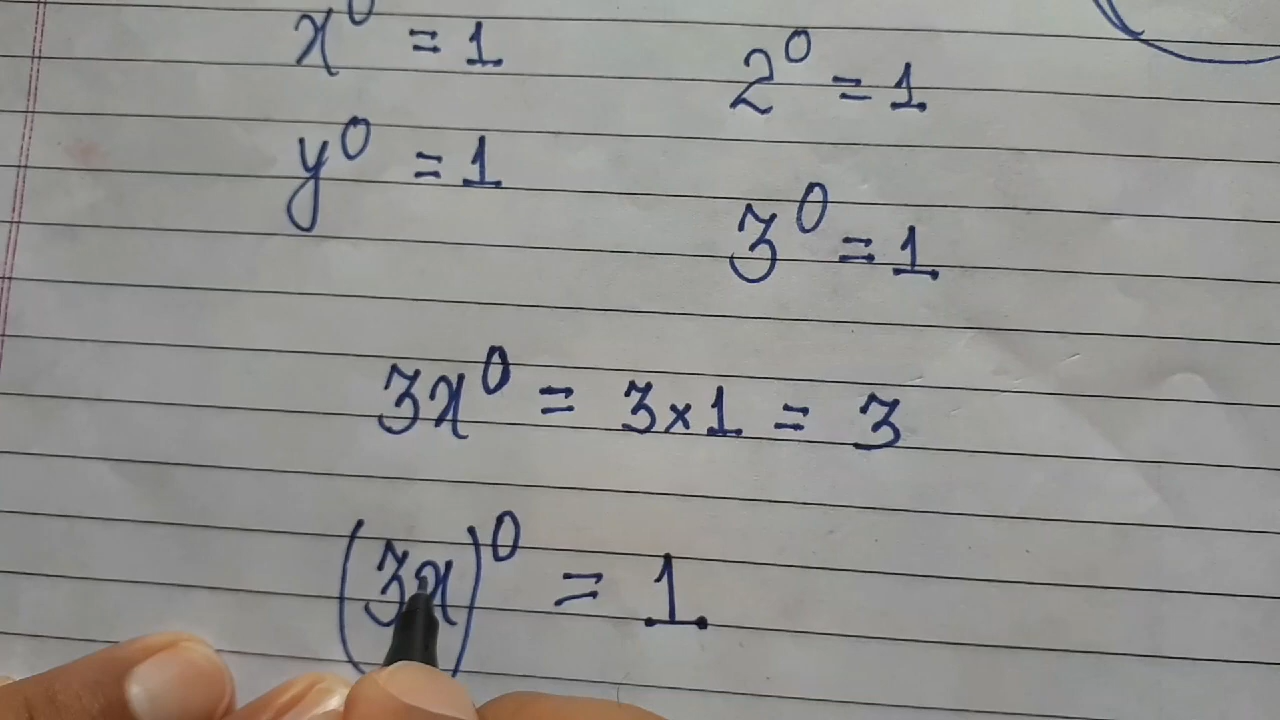 x⁰ = 1
2⁰ = 1
y⁰ = 1
3⁰ = 1
3x⁰ = 3×1 = 3
(3x)⁰ = 1